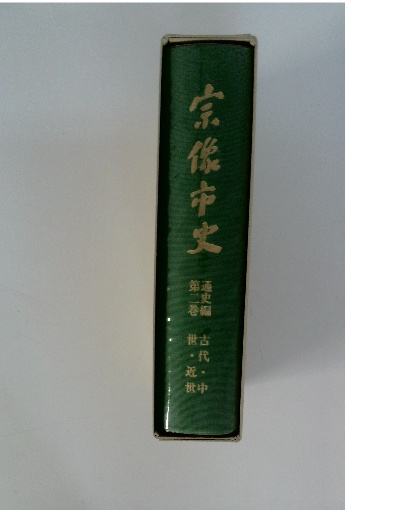 宗像市史
通史編
第二巻
古代・中
世・近世